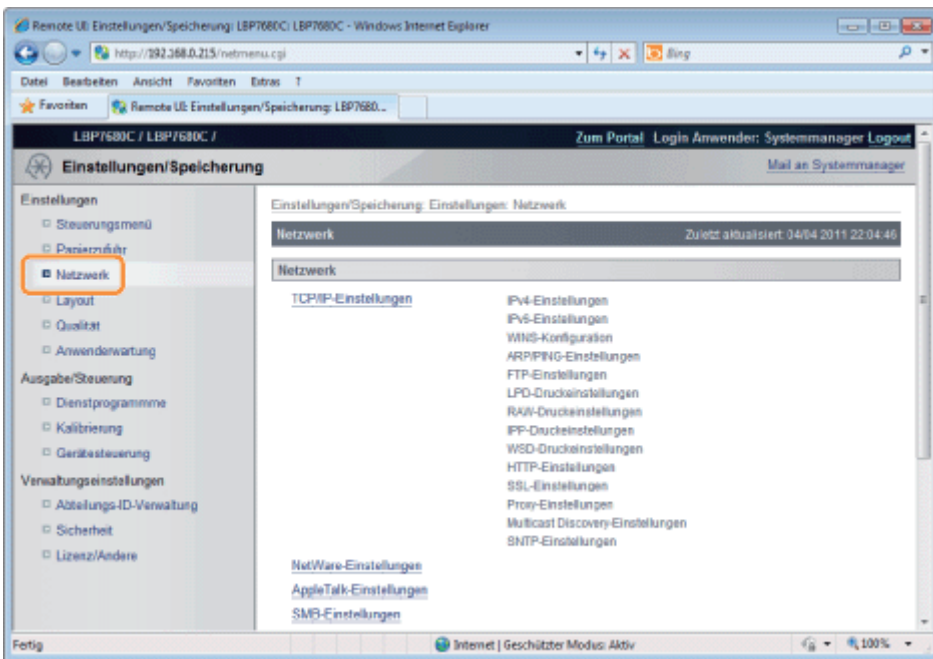 Remote UI: Einstellungen/Speicherung: LBP7680C: LBP7680C - Windows Internet Explorer
http://192.168.0.215/netmenu.cgi
Bing
Datei Bearbeiten Ansicht Favoriten Extras ?
Favoriten
Remote UI: Einstellungen/Speicherung: LBP7680...
LBP7680C / LBP7680C /
Zum Portal Login Anwender: Systemmanager Logout
Einstellungen/Speicherung
Mail an Systemmanager
Einstellungen
Steuerungsmenü
Papierzufuhr
Netzwerk
Layout
Qualität
Anwenderwartung
Ausgabe/Steuerung
Dienstprogrammme
Kalibrierung
Gerätesteuerung
Verwaltungseinstellungen
Abteilungs-ID-Verwaltung
Sicherheit
Lizenz/Andere
Einstellungen/Speicherung: Einstellungen: Netzwerk
Netzwerk
Zuletzt aktualisiert: 04/04 2011 22:04:46
Netzwerk
TCP/IP-Einstellungen
IPv4-Einstellungen
IPv6-Einstellungen
WINS-Konfiguration
ARP/PING-Einstellungen
FTP-Einstellungen
LPD-Druckeinstellungen
RAW-Druckeinstellungen
IPP-Druckeinstellungen
WSD-Druckeinstellungen
HTTP-Einstellungen
SSL-Einstellungen
Proxy-Einstellungen
Multicast Discovery-Einstellungen
SNTP-Einstellungen
NetWare-Einstellungen
AppleTalk-Einstellungen
SMB-Einstellungen
Fertig
Internet | Geschützter Modus: Aktiv
100%